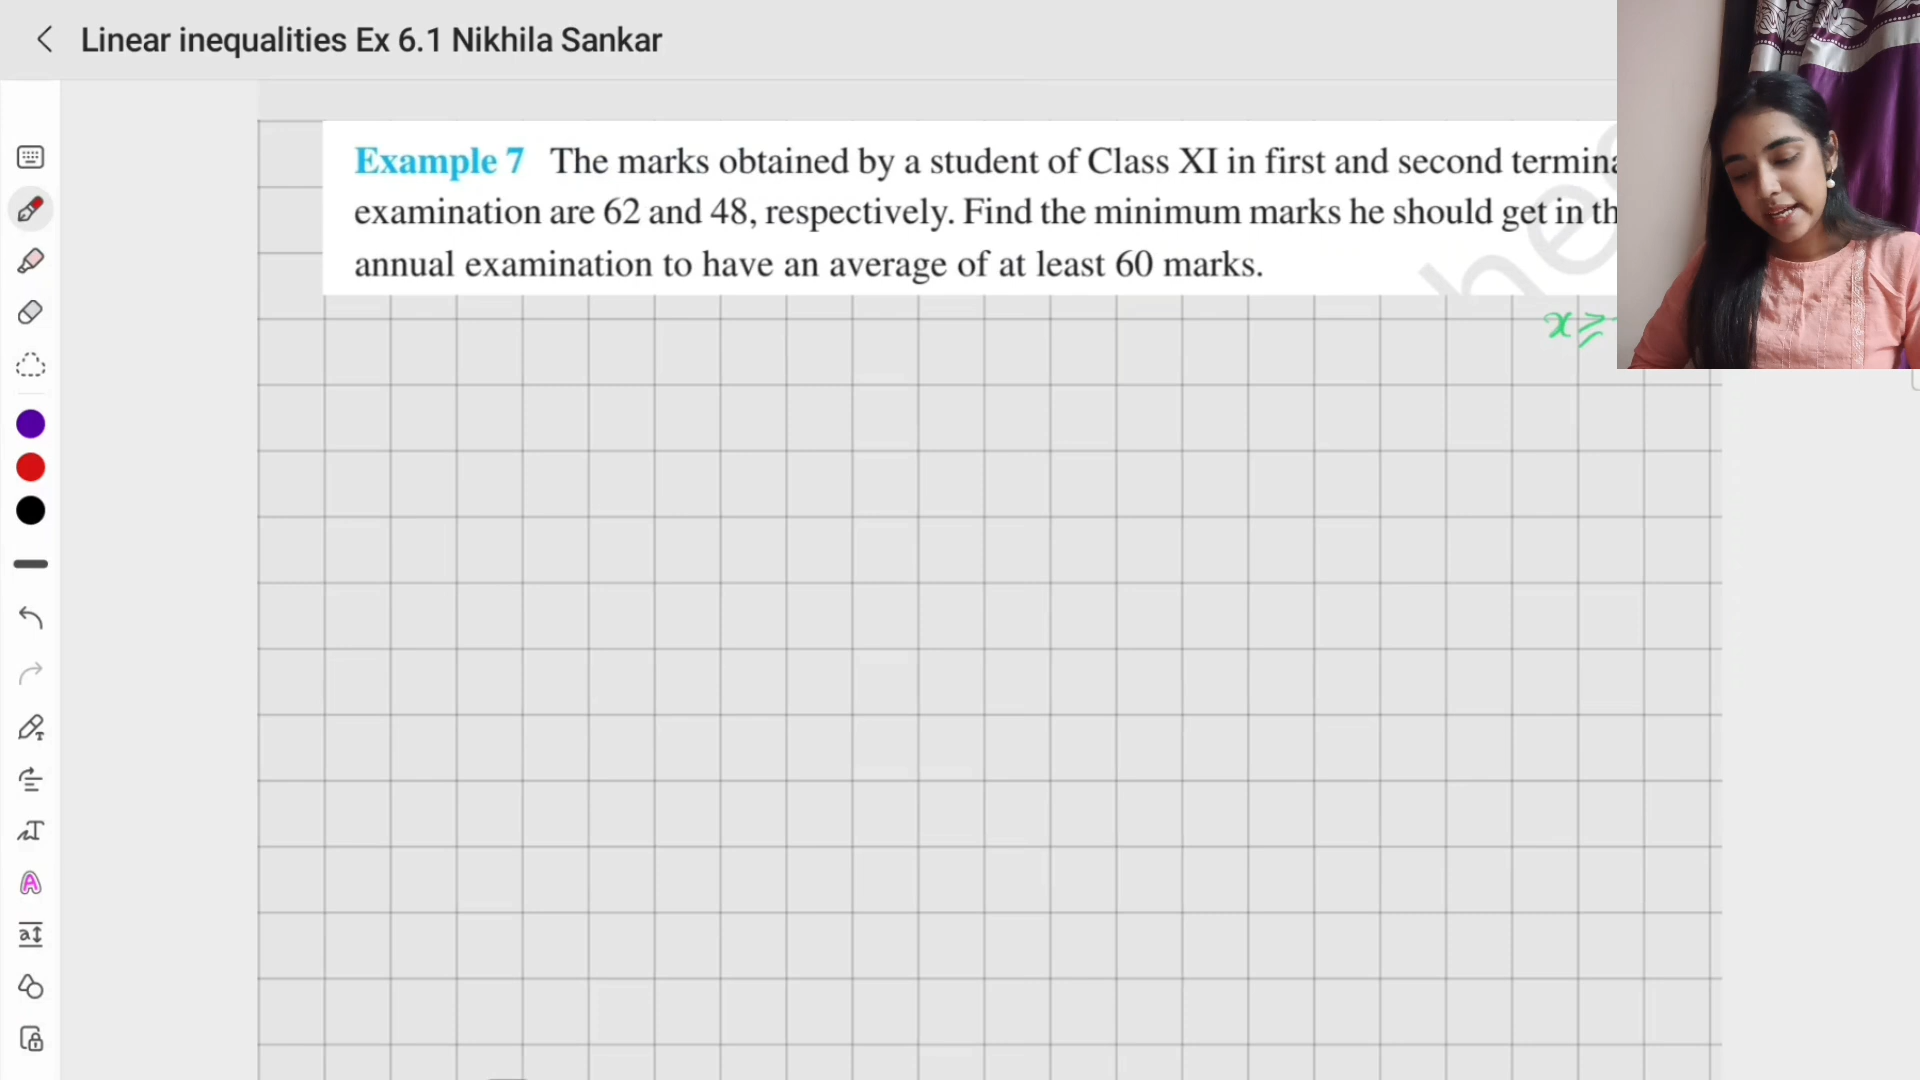 Linear inequalities Ex 6.1 Nikhila Sankar
Example 7 The marks obtained by a student of Class XI in first and second
examination are 62 and 48, respectively. Find the minimum marks he should get in
annual examination to have an average of at least 60 marks.
x ≥